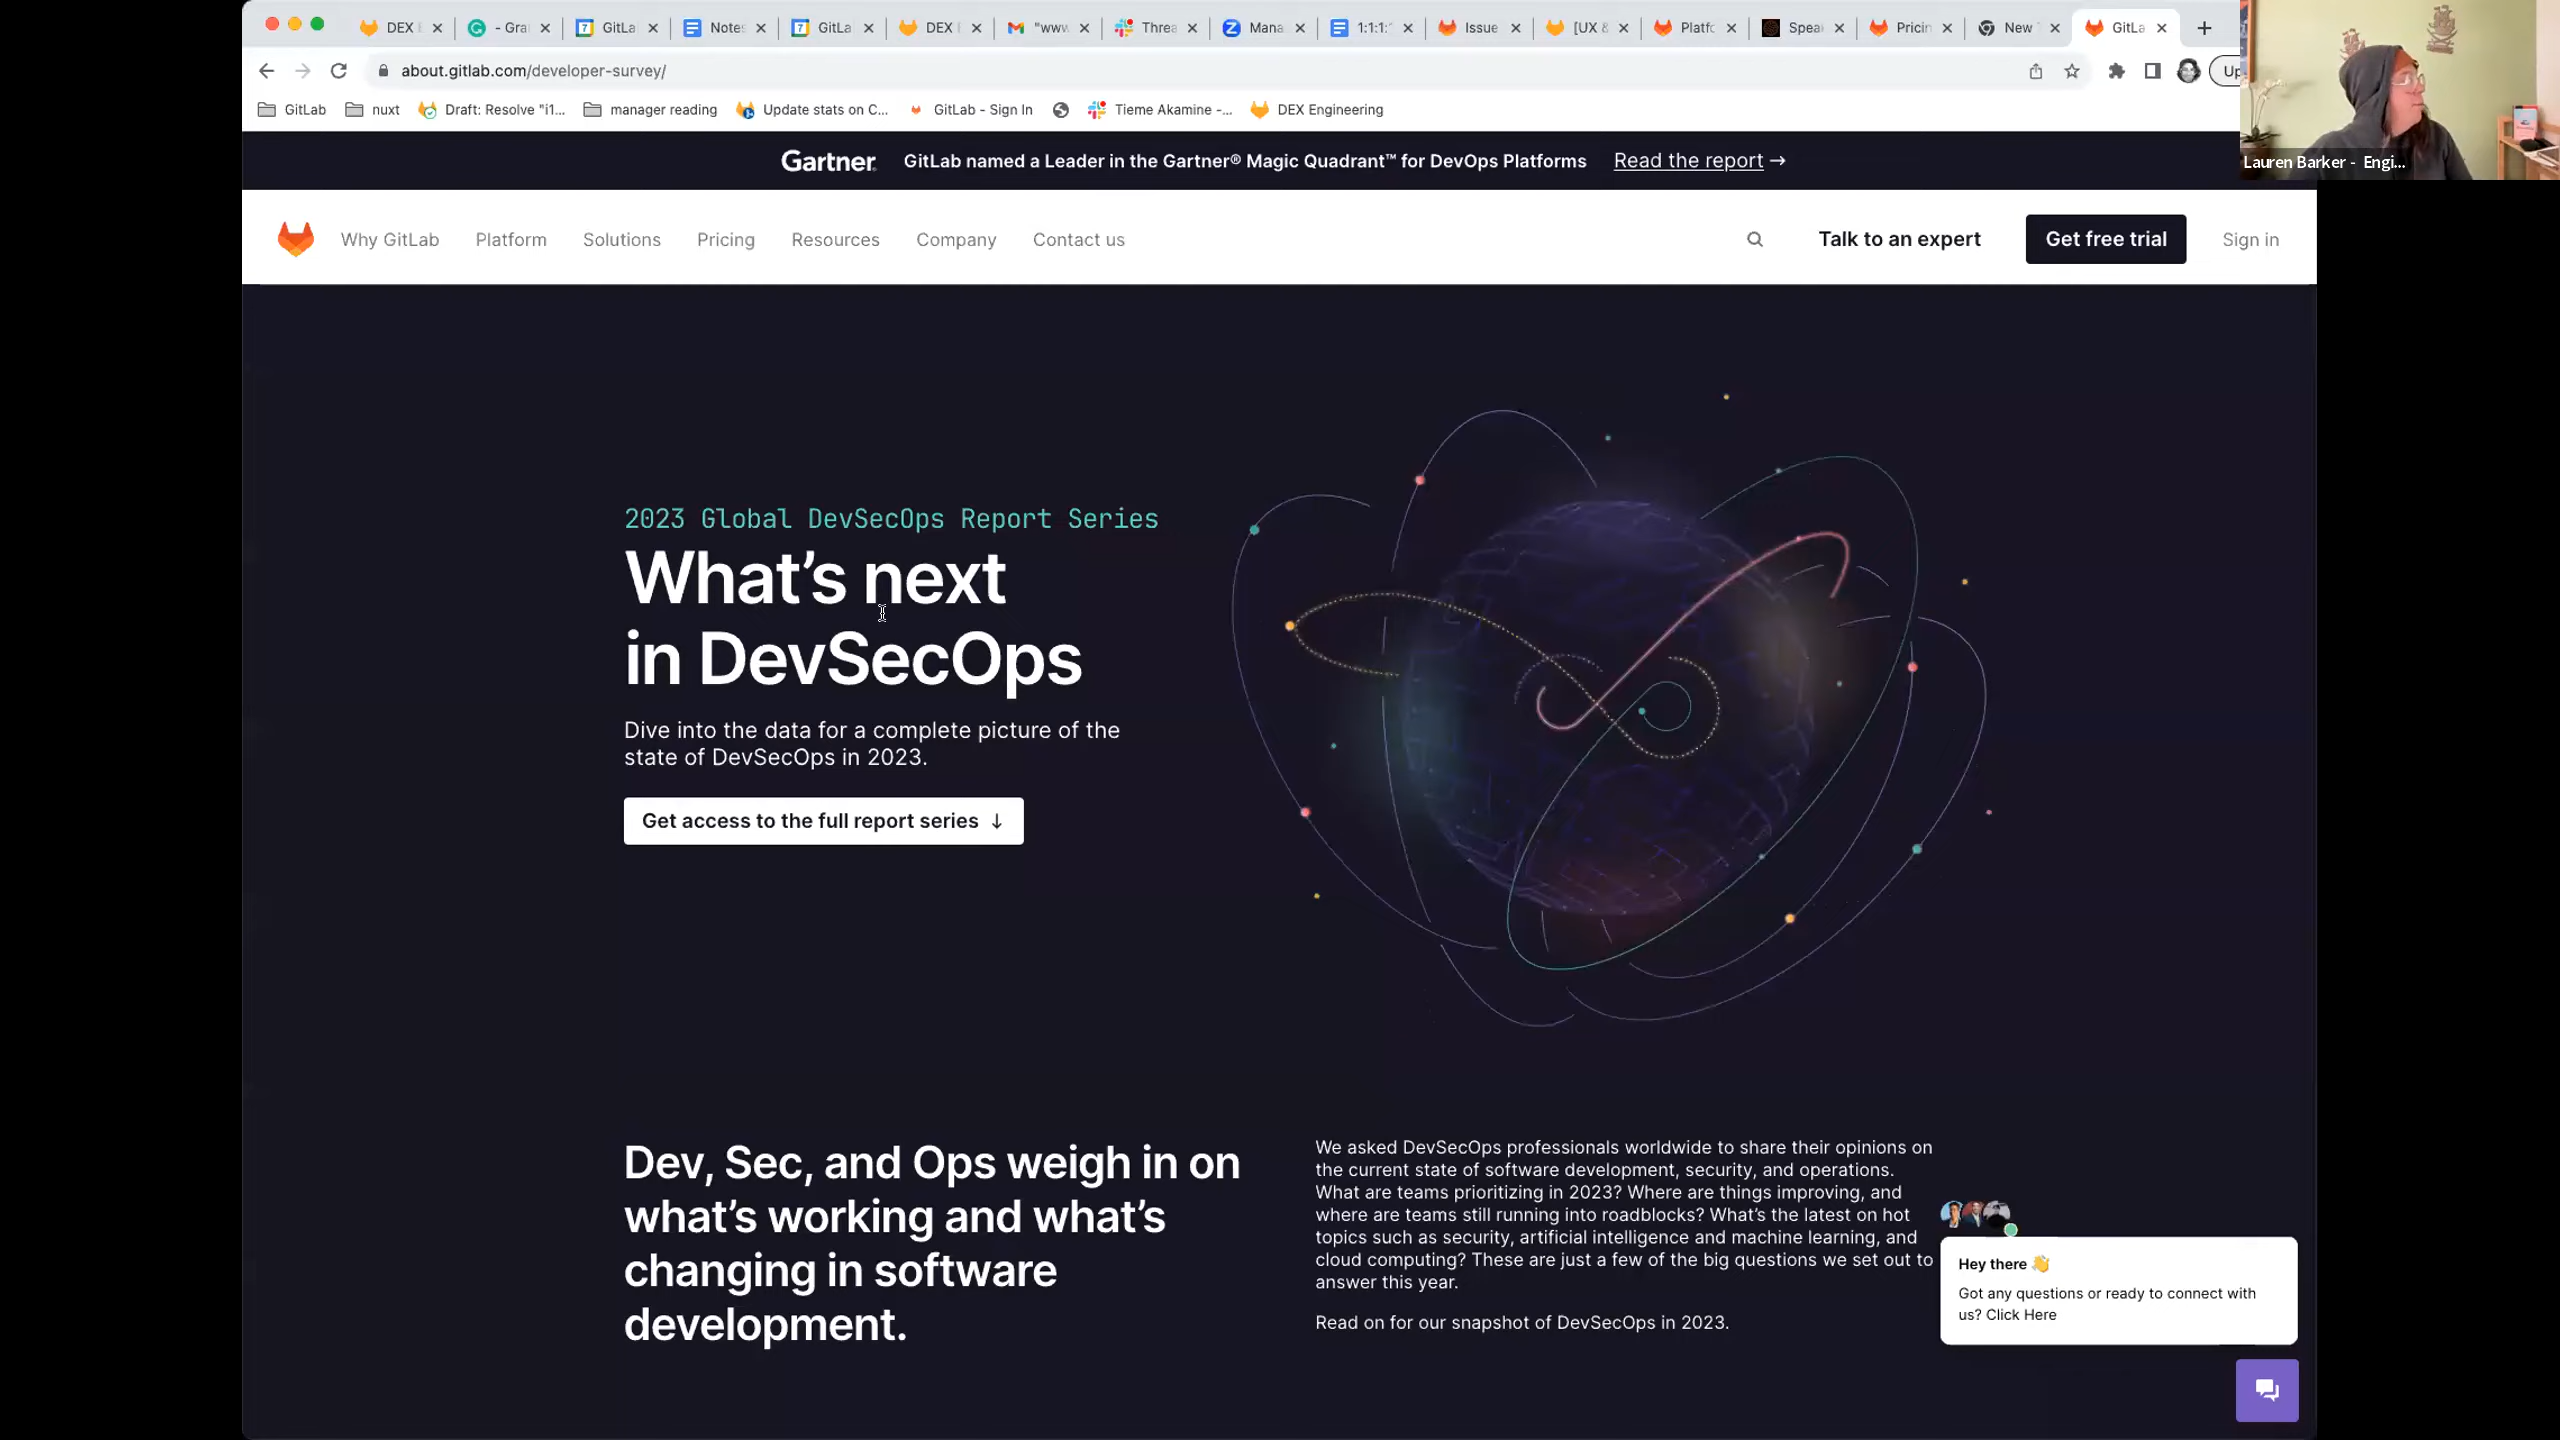 DEX E
- Gra
GitLa
Notes
GitLa
DEX E
"www
Threa
Mana
1:1:1:
Issue
[UX &
Platfo
Speak
Pricin
New T
GitLa
about.gitlab.com/developer-survey/
Up
GitLab
nuxt
Draft: Resolve "i1...
manager reading
Update stats on C...
GitLab - Sign In
Tieme Akamine -...
DEX Engineering
Lauren Barker - Engi...
Gartner
GitLab named a Leader in the Gartner® Magic Quadrant™ for DevOps Platforms
Read the report →
Why GitLab
Platform
Solutions
Pricing
Resources
Company
Contact us
Talk to an expert
Get free trial
Sign in
2023 Global DevSecOps Report Series
What’s next
in DevSecOps
Dive into the data for a complete picture of the
state of DevSecOps in 2023.
Get access to the full report series ↓
Dev, Sec, and Ops weigh in on
what’s working and what’s
changing in software
development.
We asked DevSecOps professionals worldwide to share their opinions on
the current state of software development, security, and operations.
What are teams prioritizing in 2023? Where are things improving, and
where are teams still running into roadblocks? What’s the latest on hot
topics such as security, artificial intelligence and machine learning, and
cloud computing? These are just a few of the big questions we set out to
answer this year.
Read on for our snapshot of DevSecOps in 2023.
Hey there 👋
Got any questions or ready to connect with
us? Click Here